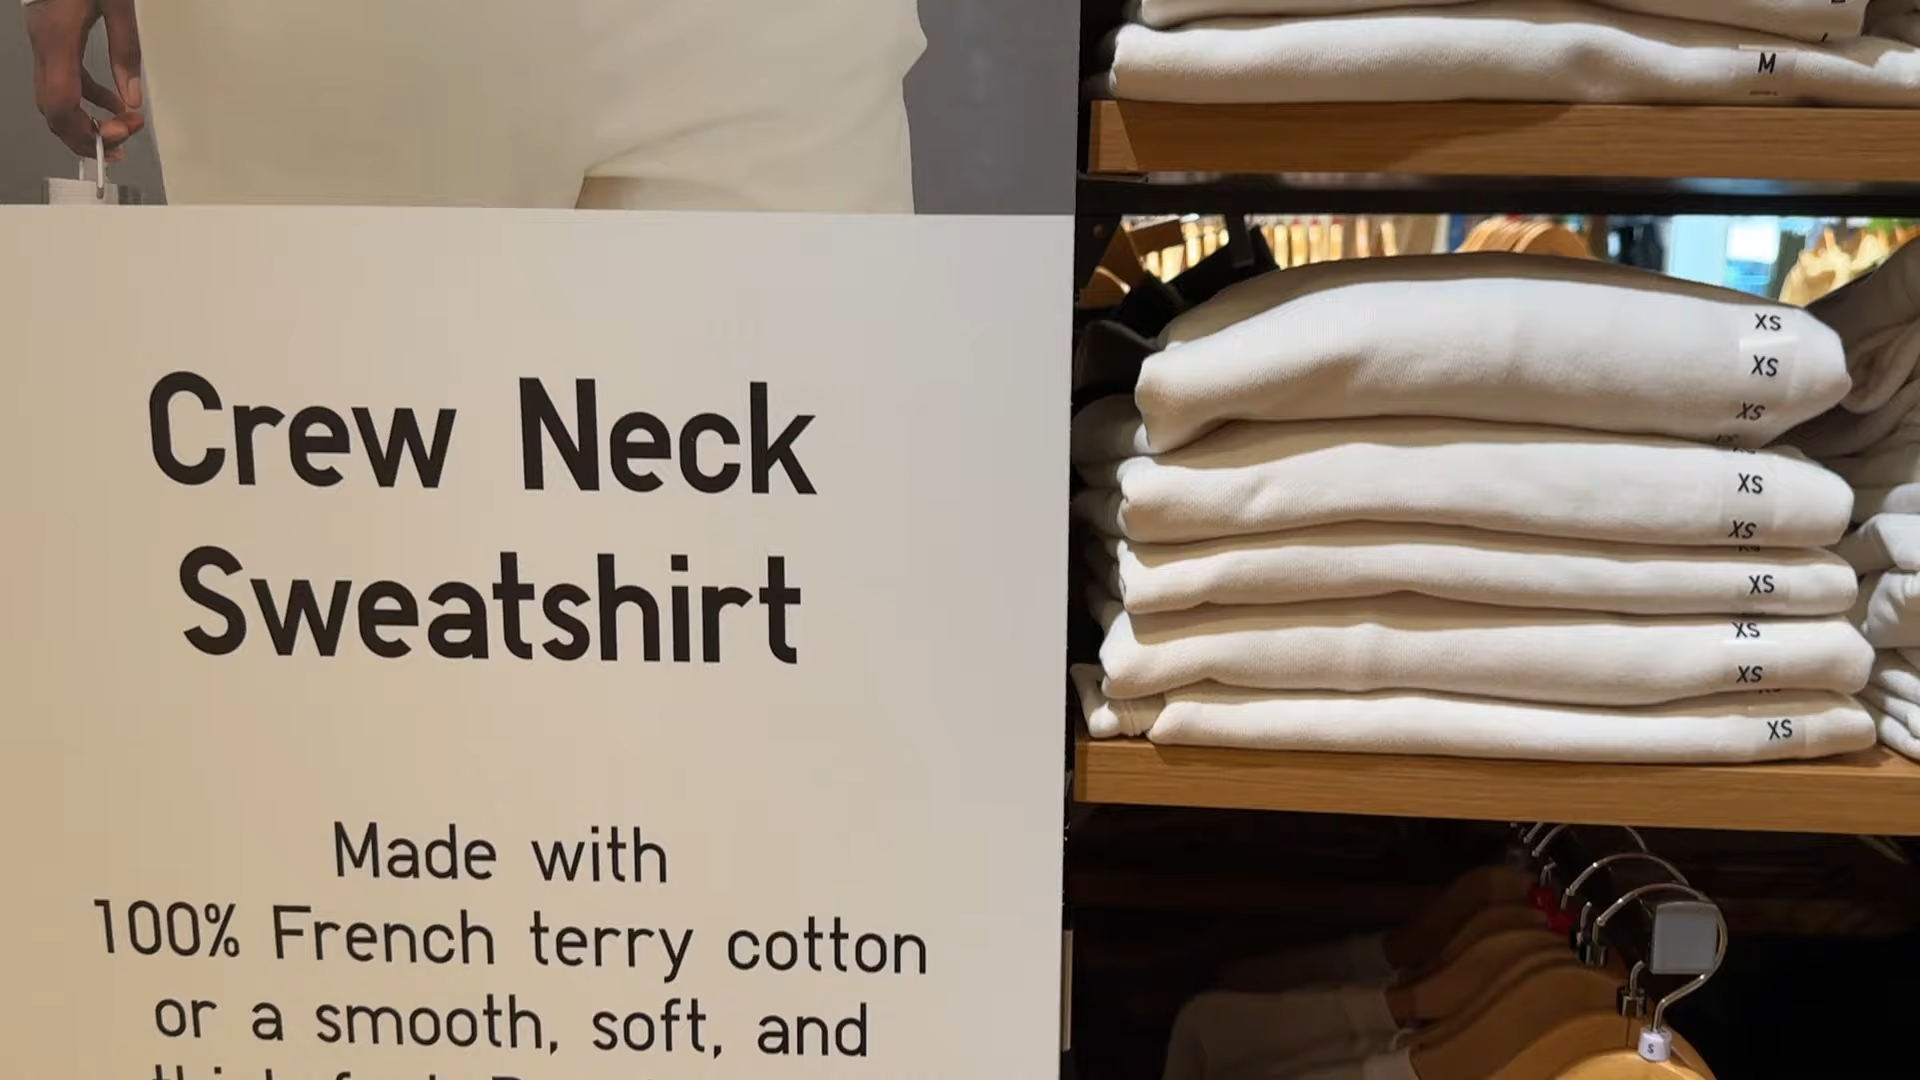 Crew Neck
Sweatshirt
Made with
100% French terry cotton
or a smooth, soft, and
M
XS
XS
XS
XS
XS
XS
XS
XS
XS
S